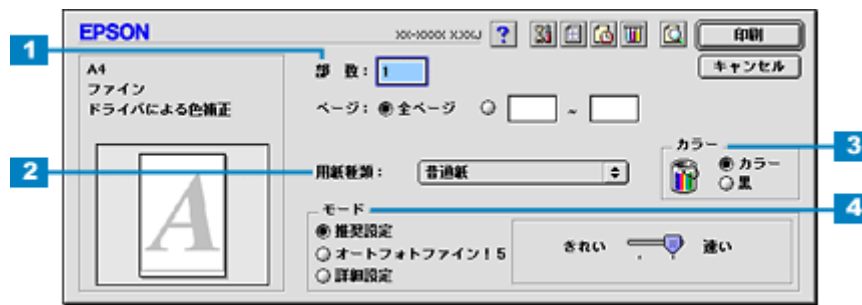 EPSON
XX-XXXX X.XXJ
?
印刷
キャンセル
1
部 数：1
A4
ファイン
ドライバによる色補正
ページ：全ページ
~
2
用紙種類：
普通紙
カラー
3
カラー
黒
A
モード
4
推奨設定
オートフォトファイン！5
詳細設定
きれい
速い